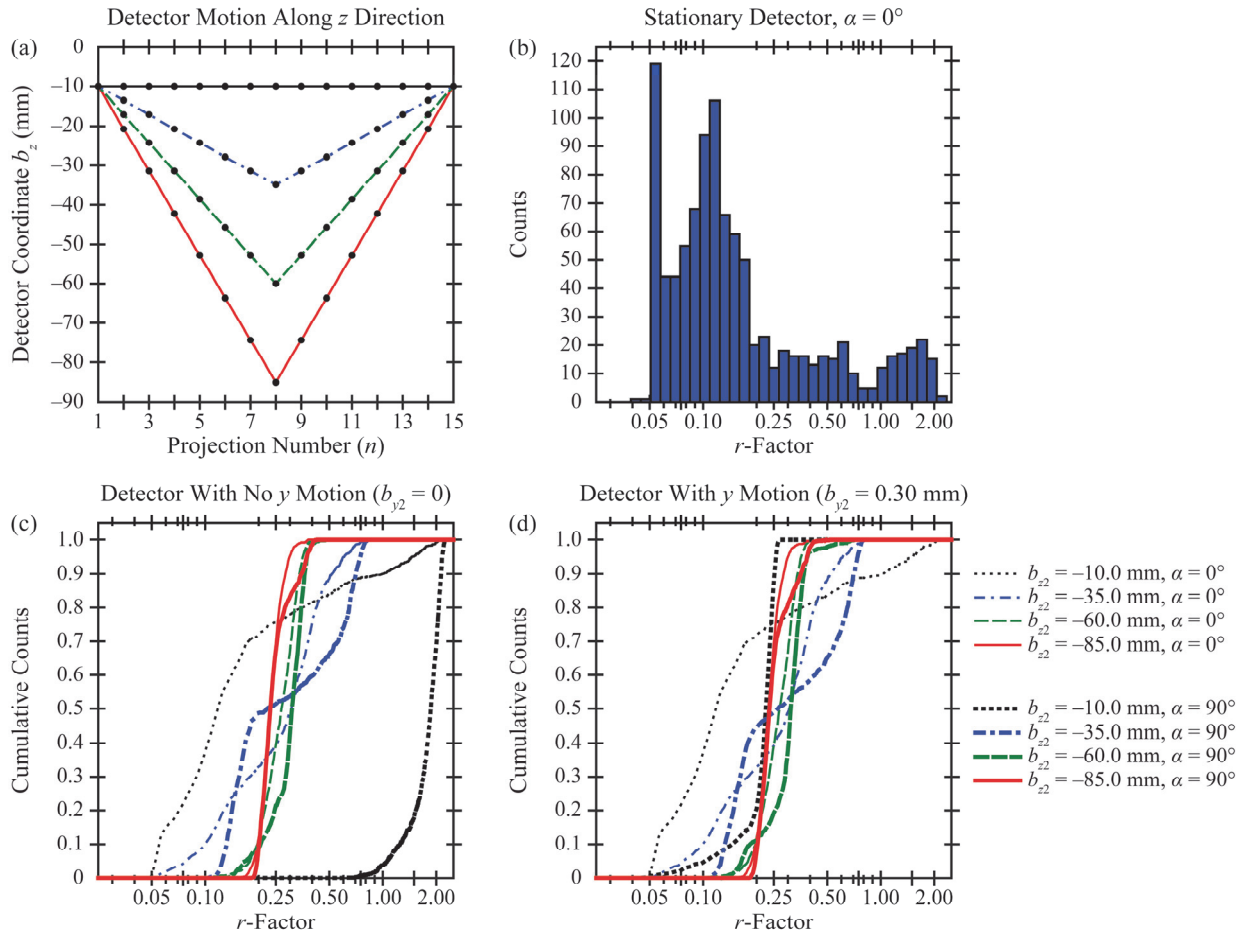 Detector Motion Along z Direction
(a)
0
–10
–20
–30
–40
–50
–60
–70
–80
–90
Detector Coordinate b_z (mm)
1 3 5 7 9 11 13 15
Projection Number (n)
Stationary Detector, α = 0°
(b)
120
110
100
90
80
70
60
50
40
30
20
10
0
Counts
0.05 0.10 0.25 0.50 1.00 2.00
r-Factor
Detector With No y Motion (b_y2 = 0)
(c)
1.0
0.9
0.8
0.7
0.6
0.5
0.4
0.3
0.2
0.1
0
Cumulative Counts
0.05 0.10 0.25 0.50 1.00 2.00
r-Factor
Detector With y Motion (b_y2 = 0.30 mm)
(d)
1.0
0.9
0.8
0.7
0.6
0.5
0.4
0.3
0.2
0.1
0
Cumulative Counts
0.05 0.10 0.25 0.50 1.00 2.00
r-Factor
b_z2 = –10.0 mm, α = 0°
b_z2 = –35.0 mm, α = 0°
b_z2 = –60.0 mm, α = 0°
b_z2 = –85.0 mm, α = 0°
b_z2 = –10.0 mm, α = 90°
b_z2 = –35.0 mm, α = 90°
b_z2 = –60.0 mm, α = 90°
b_z2 = –85.0 mm, α = 90°